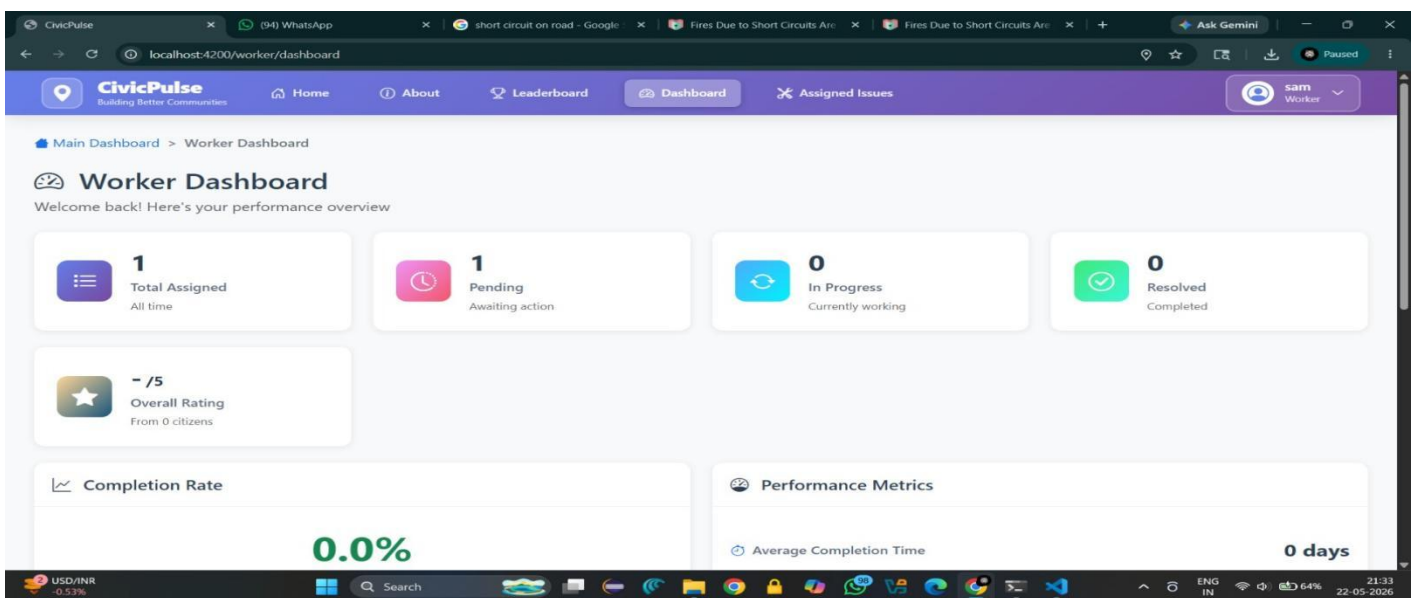 CivicPulse
(94) WhatsApp
short circuit on road - Google
Fires Due to Short Circuits Are
Fires Due to Short Circuits Are
Ask Gemini
localhost:4200/worker/dashboard
Paused
CivicPulse
Building Better Communities
Home
About
Leaderboard
Dashboard
Assigned Issues
sam
Worker
Main Dashboard > Worker Dashboard
Worker Dashboard
Welcome back! Here's your performance overview
1
Total Assigned
All time
1
Pending
Awaiting action
0
In Progress
Currently working
0
Resolved
Completed
- /5
Overall Rating
From 0 citizens
Completion Rate
0.0%
Performance Metrics
Average Completion Time
0 days
2
USD/INR
-0.53%
Search
98
ENG
IN
64%
21:33
22-05-2026